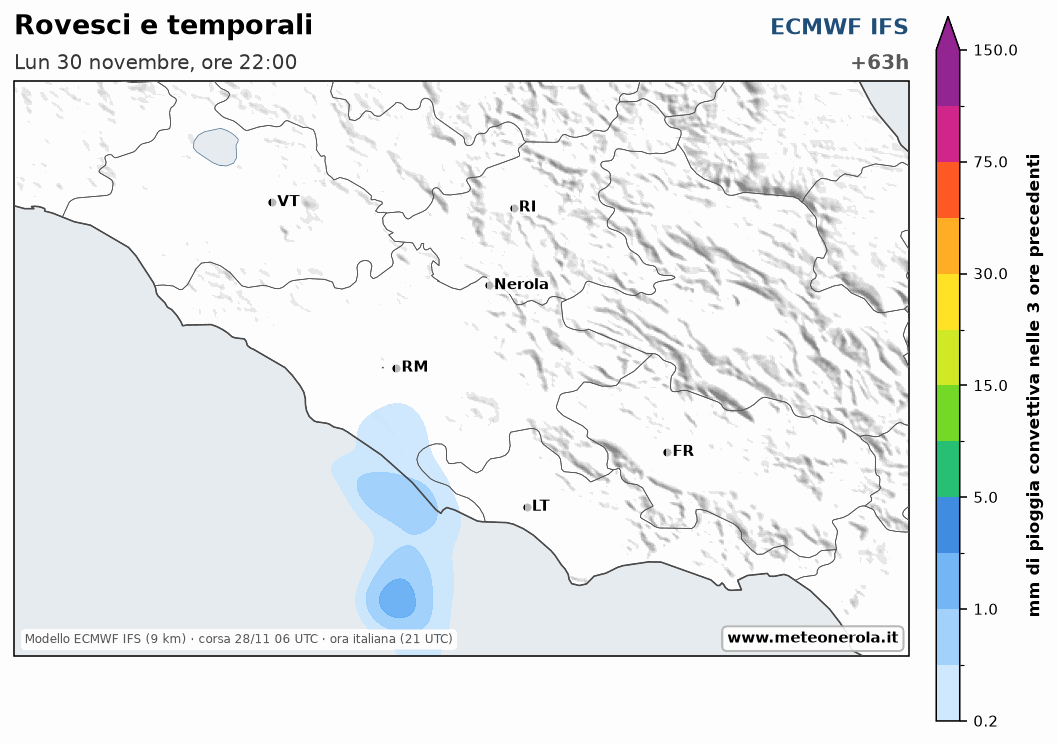 Rovesci e temporali
ECMWF IFS
Lun 30 novembre, ore 22:00
+63h
150.0
75.0
30.0
15.0
5.0
1.0
0.2
mm di pioggia convettiva nelle 3 ore precedenti
VT
RI
Nerola
RM
FR
LT
Modello ECMWF IFS (9 km) · corsa 28/11 06 UTC · ora italiana (21 UTC)
www.meteonerola.it